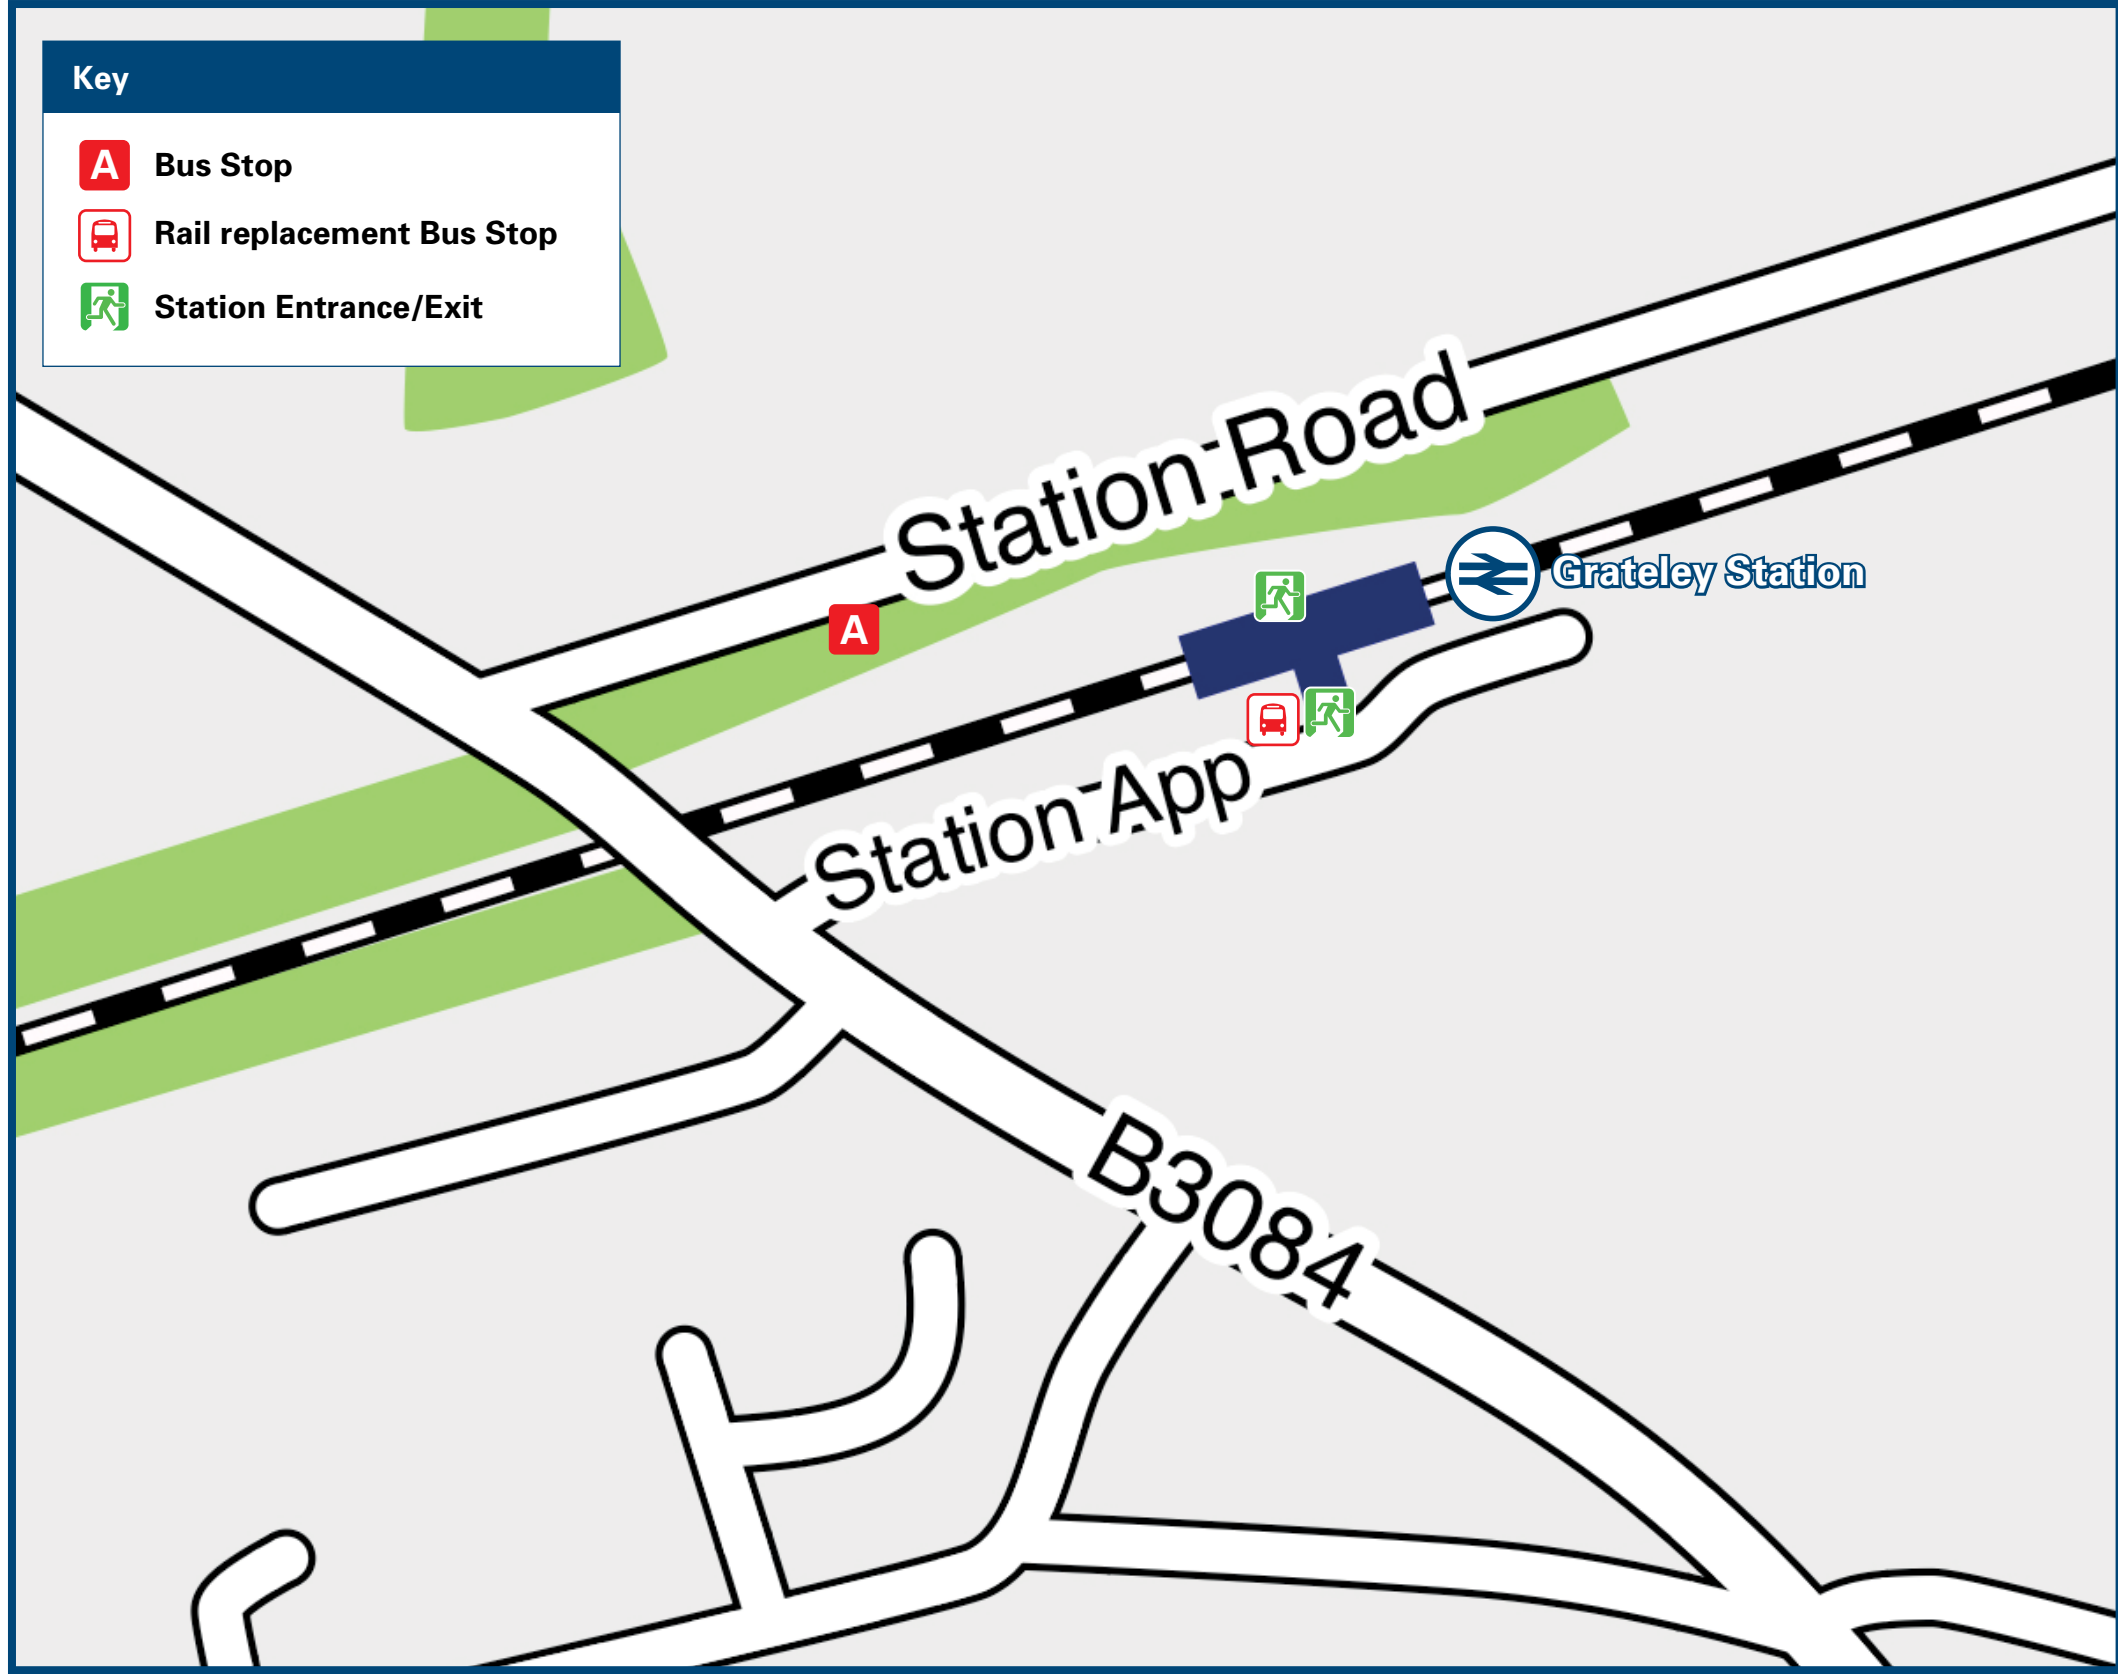 Key
A Bus Stop
Rail replacement Bus Stop
Station Entrance/Exit
Station Road
A
Grateley Station
Station App
B3084